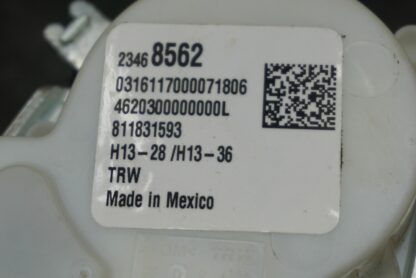 2346 8562
0316117000071806
4620300000000L
811831593
H13-28 /H13-36
TRW
Made in Mexico